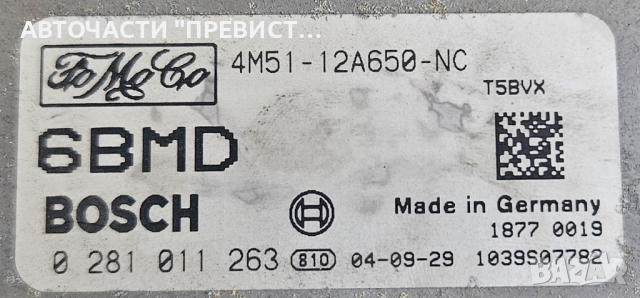 АВТОЧАСТИ "ПРЕВИСТ..."
FoMoCo 4M51-12A650-NC
T5BVX
6BMD
BOSCH Made in Germany
1877 0019
0 281 011 263 810 04-09-29 1039S07782
bazar